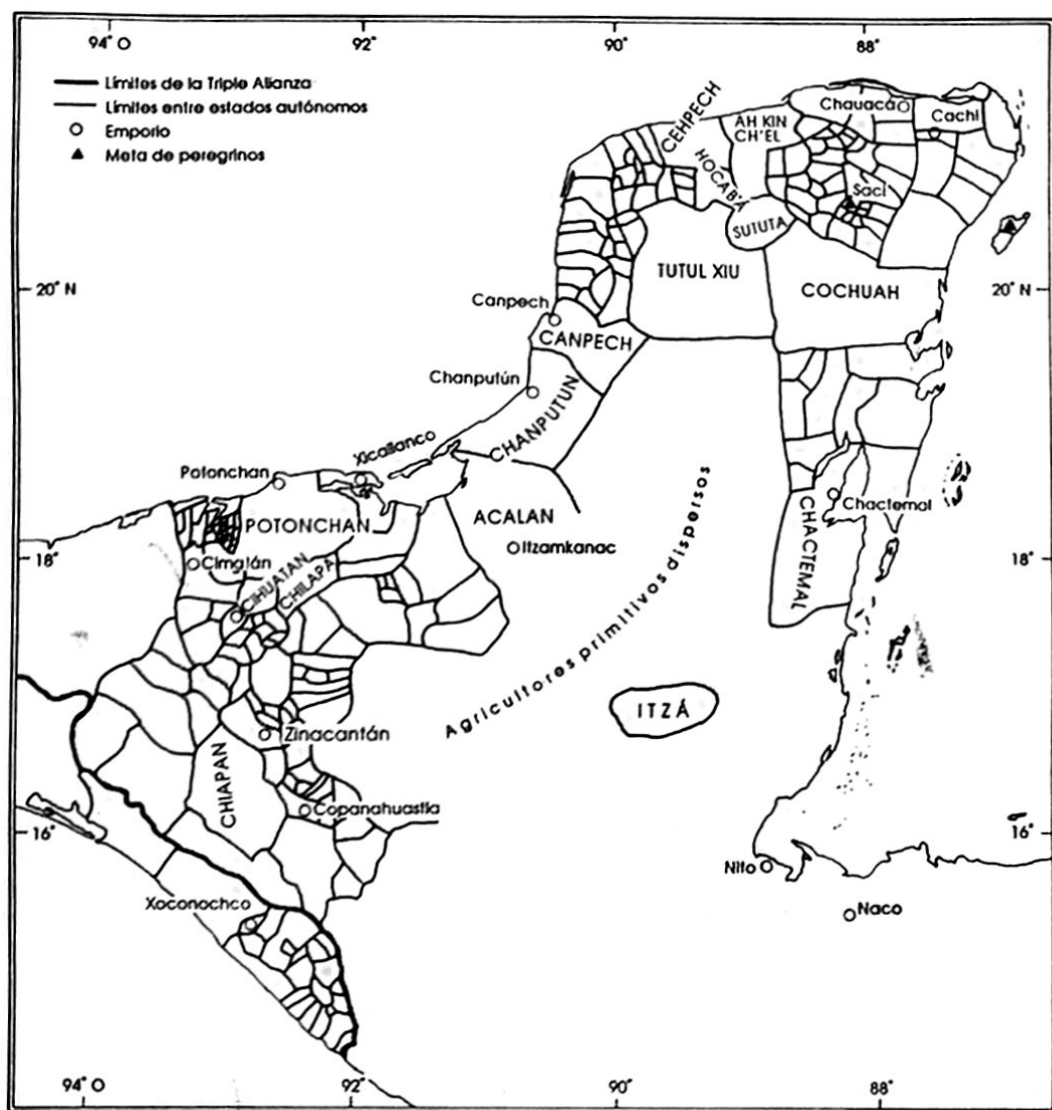 94° O
92°
90°
88°
Límites de la Triple Alianza
Límites entre estados autónomos
Emporio
Meta de peregrinos
CEHPECH
AH KIN
CH'EL
Chauacá
Cachi
HOCABÁ
Saci
SUTUTA
TUTUL XIU
COCHUAH
20° N
20° N
Canpech
CANPECH
Chanputún
CHANPUTUN
Xicallanco
Potonchan
POTONCHAN
ACALAN
Itzamkanac
Chactemal
CHACTEMAL
18°
18°
Cimatán
CIHUATAN
CHILAPA
Agricultores primitivos dispersos
ITZÁ
Zinacantán
CHIAPAN
Copanahuastla
16°
16°
Nito
Naco
Xoconochco
94° O
92°
90°
88°